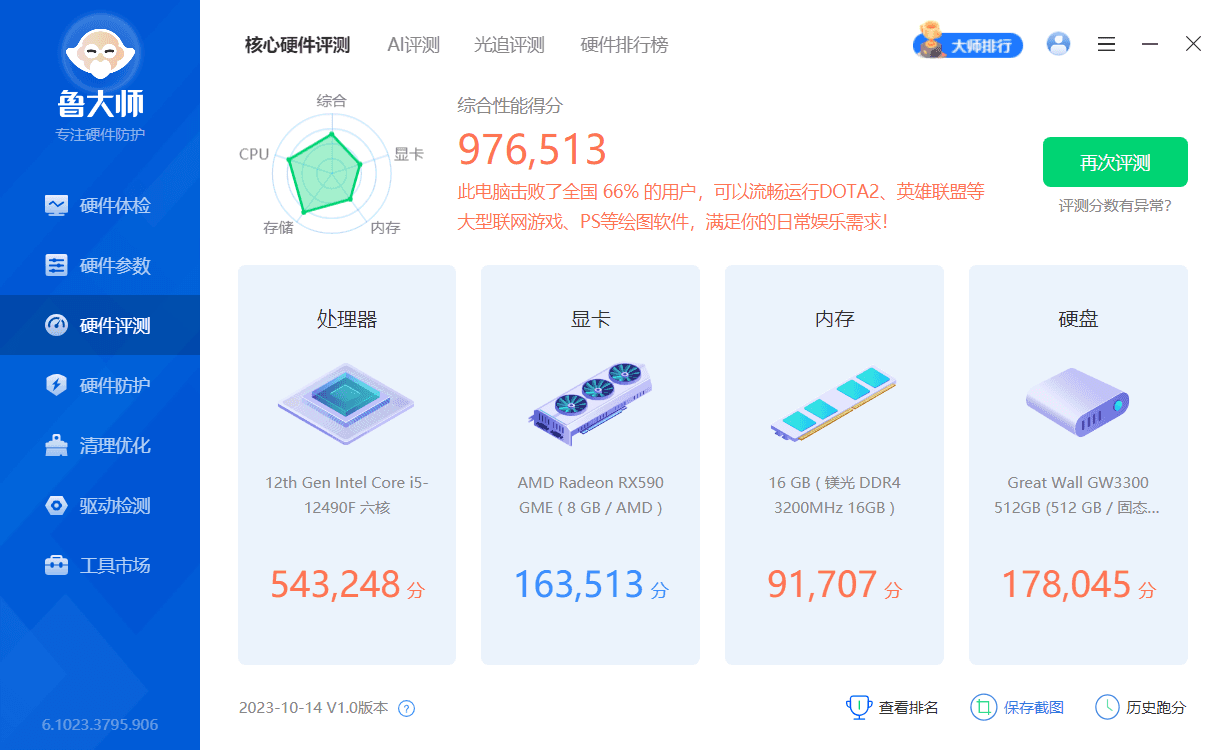 鲁大师
专注硬件防护
硬件体检
硬件参数
硬件评测
硬件防护
清理优化
驱动检测
工具市场
6.1023.3795.906
核心硬件评测 AI评测 光追评测 硬件排行榜
大师排行
综合
CPU
显卡
存储
内存
综合性能得分
976,513
此电脑击败了全国 66% 的用户，可以流畅运行DOTA2、英雄联盟等
大型联网游戏、PS等绘图软件，满足你的日常娱乐需求！
再次评测
评测分数有异常?
处理器
12th Gen Intel Core i5-
12490F 六核
543,248 分
显卡
AMD Radeon RX590
GME ( 8 GB / AMD )
163,513 分
内存
16 GB ( 镁光 DDR4
3200MHz 16GB )
91,707 分
硬盘
Great Wall GW3300
512GB (512 GB / 固态...
178,045 分
2023-10-14 V1.0版本 ?
查看排名
保存截图
历史跑分